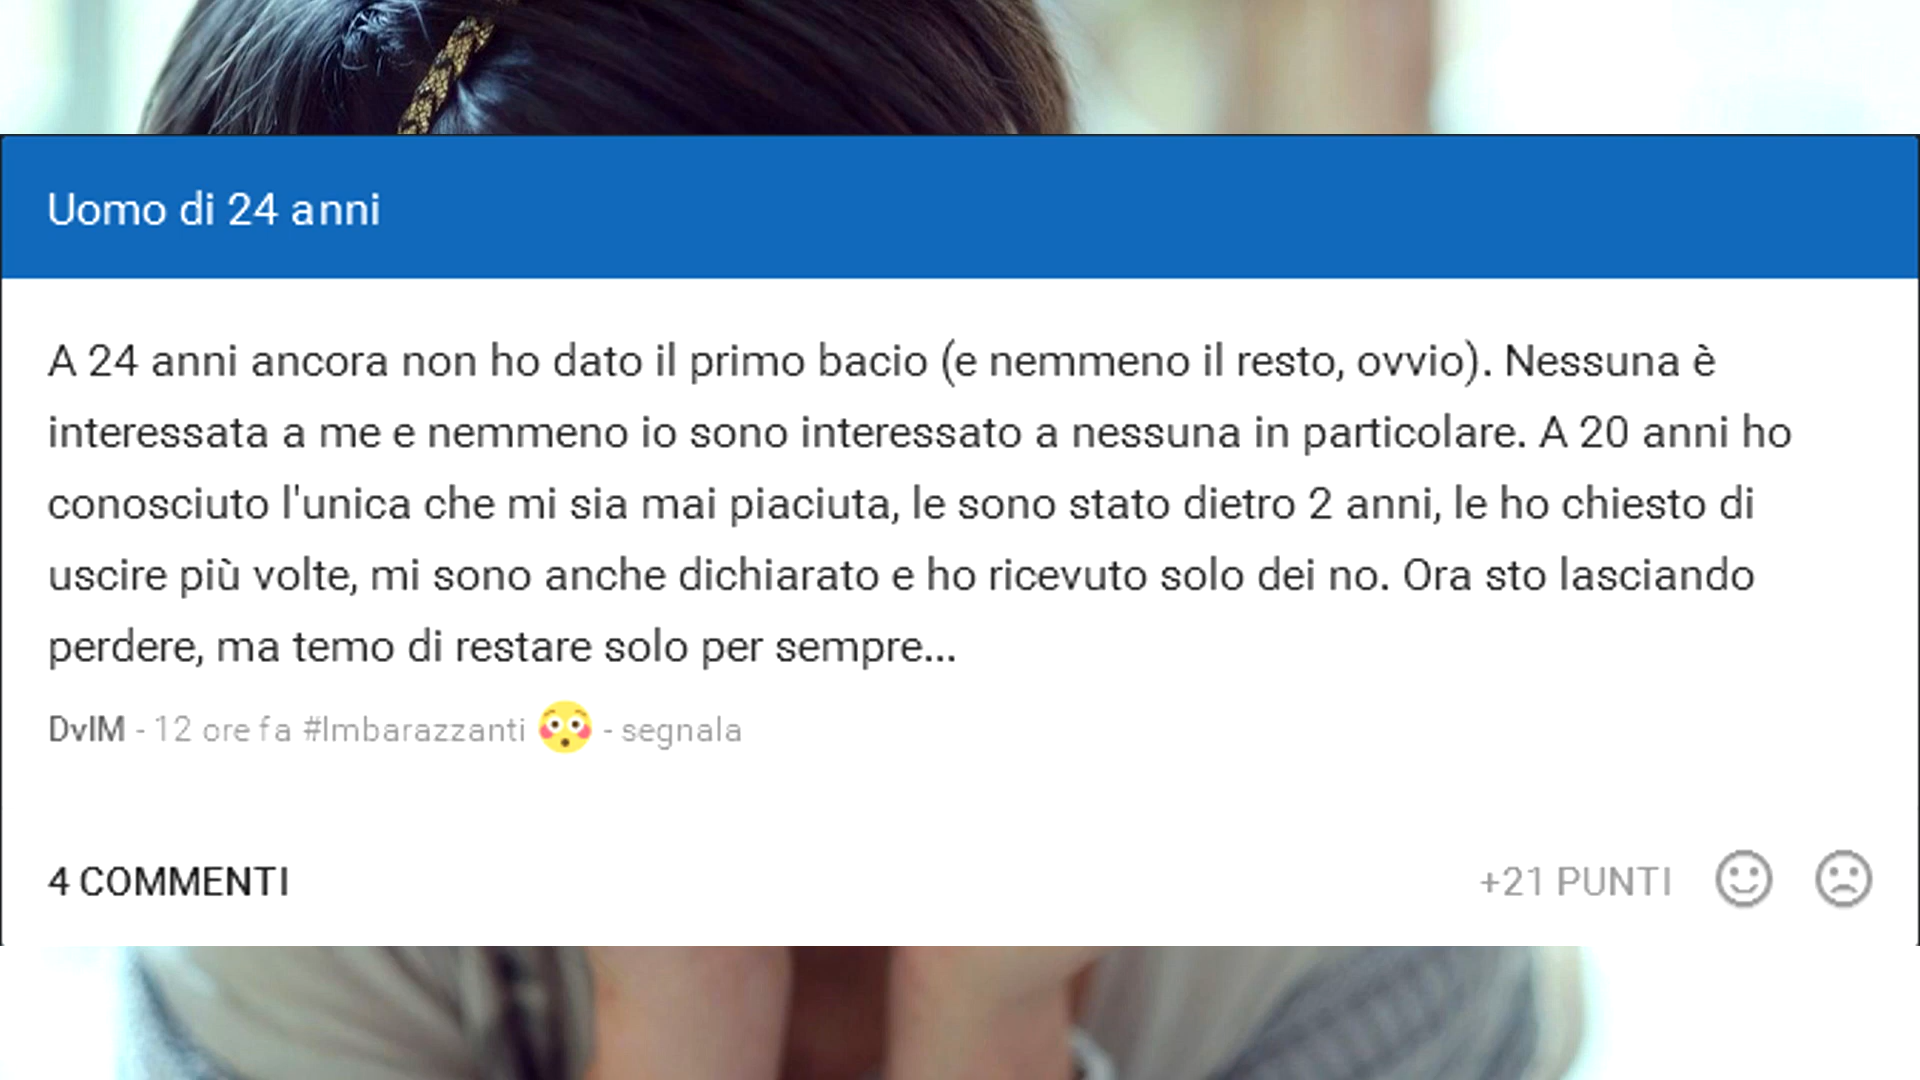 Uomo di 24 anni
A 24 anni ancora non ho dato il primo bacio (e nemmeno il resto, ovvio). Nessuna è
interessata a me e nemmeno io sono interessato a nessuna in particolare. A 20 anni ho
conosciuto l'unica che mi sia mai piaciuta, le sono stato dietro 2 anni, le ho chiesto di
uscire più volte, mi sono anche dichiarato e ho ricevuto solo dei no. Ora sto lasciando
perdere, ma temo di restare solo per sempre...
DvlM - 12 ore fa #Imbarazzanti 😳 - segnala
4 COMMENTI
+21 PUNTI